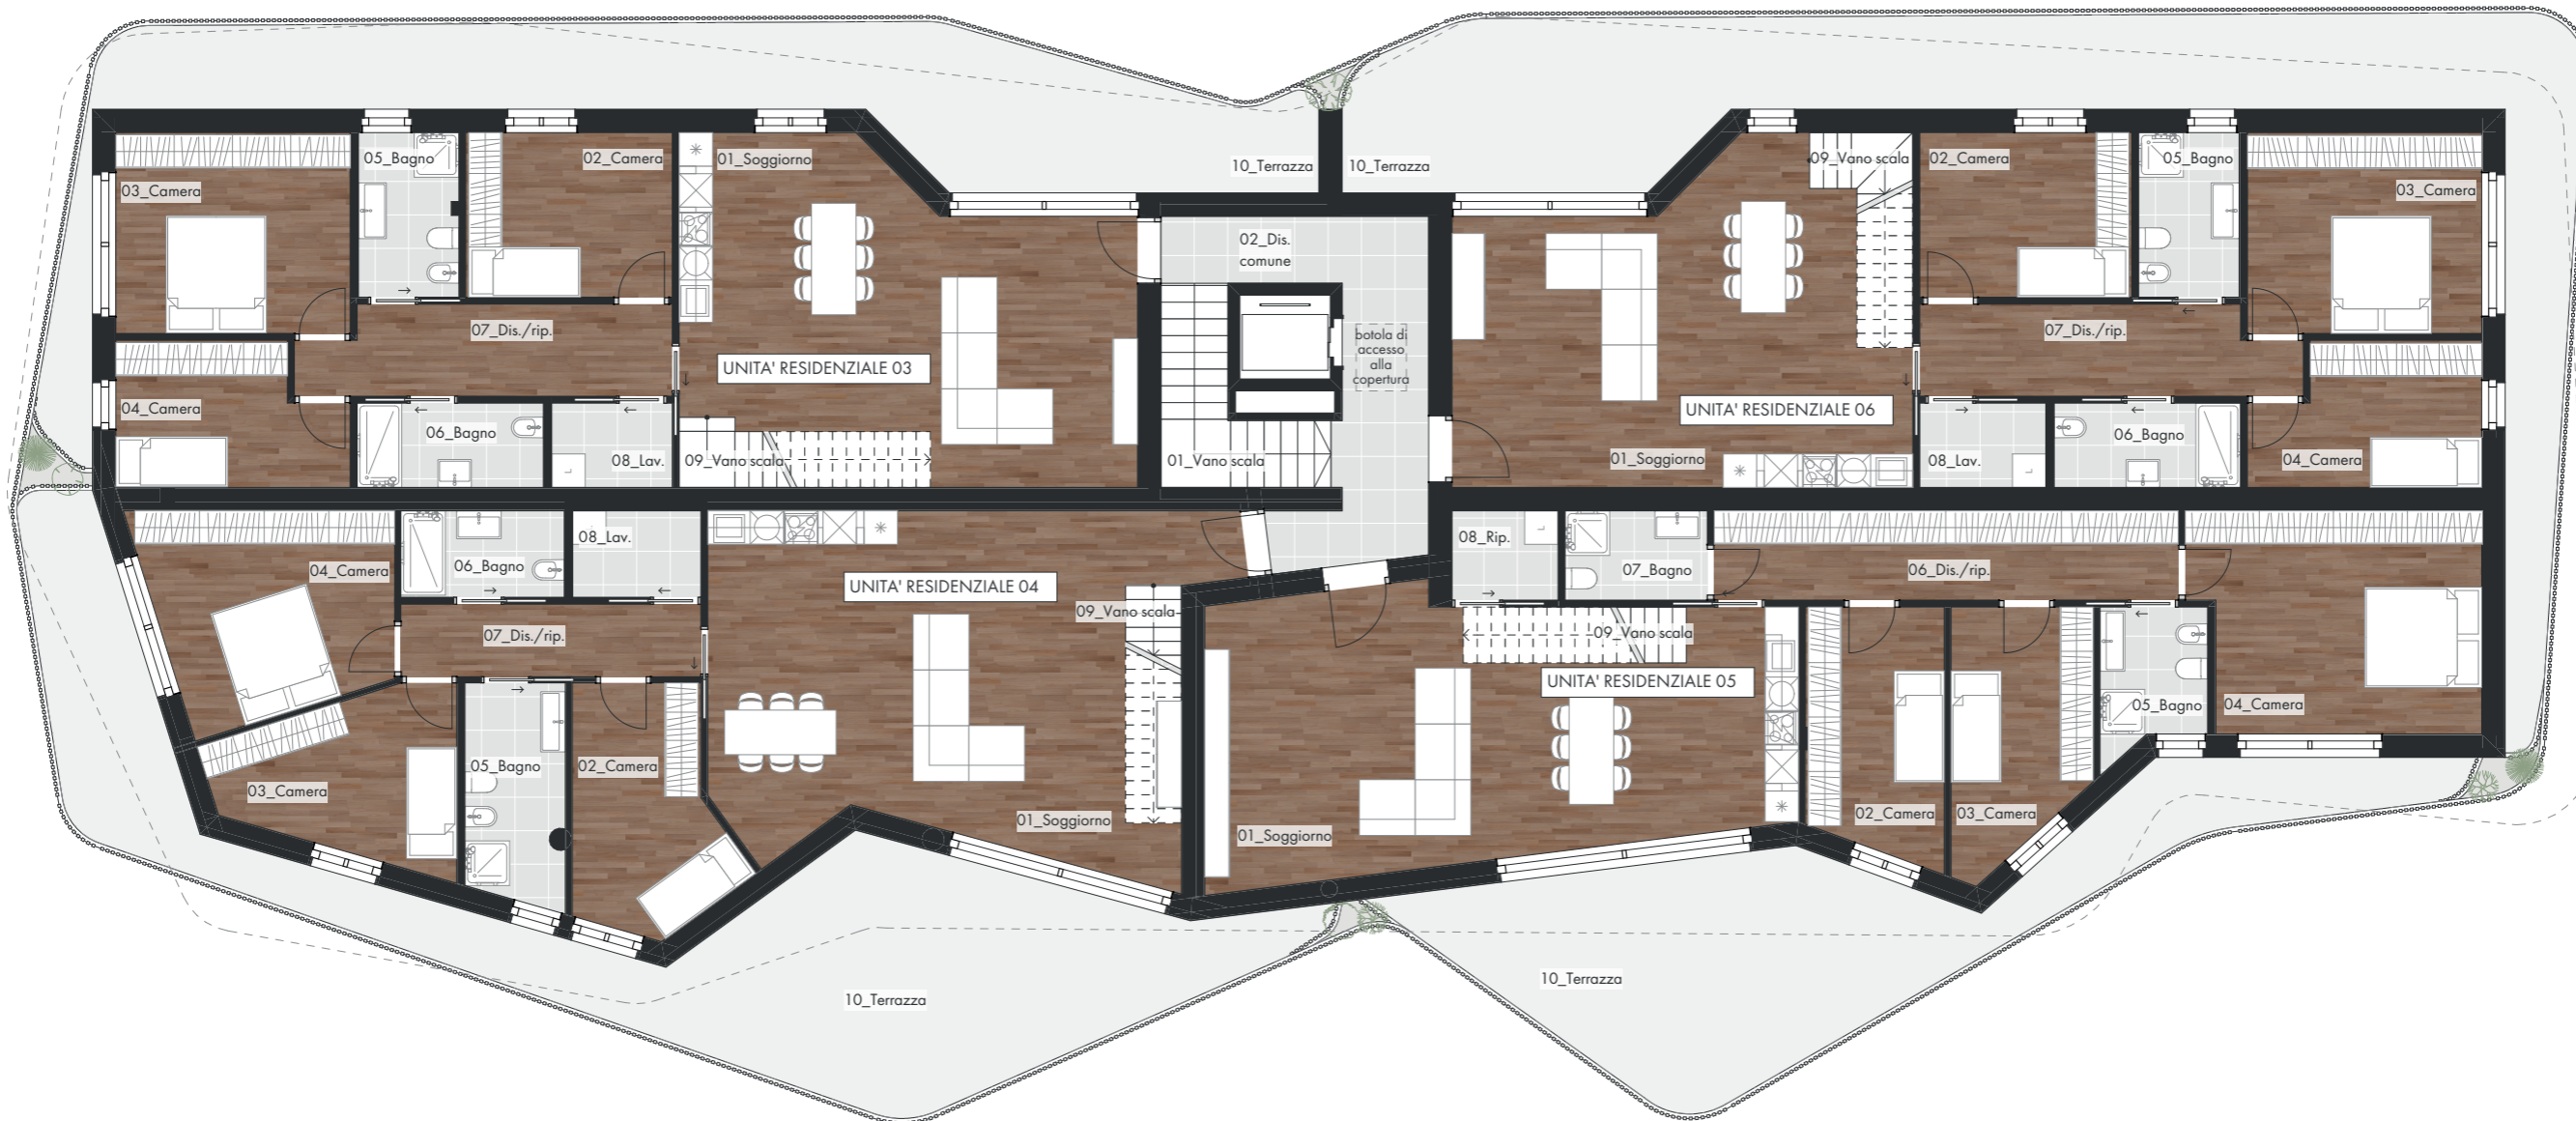 10_Terrazza
10_Terrazza
05_Bagno
02_Camera
01_Soggiorno
03_Camera
09_Vano scala
02_Camera
05_Bagno
03_Camera
02_Dis.
comune
07_Dis./rip.
UNITA' RESIDENZIALE 03
botola di
accesso
alla
copertura
07_Dis./rip.
04_Camera
06_Bagno
08_Lav.
09_Vano scala
01_Vano scala
UNITA' RESIDENZIALE 06
01_Soggiorno
08_Lav.
L
L
06_Bagno
04_Camera
04_Camera
06_Bagno
08_Lav.
UNITA' RESIDENZIALE 04
09_Vano scala
07_Dis./rip.
08_Rip.
L
07_Bagno
06_Dis./rip.
09_Vano scala
UNITA' RESIDENZIALE 05
05_Bagno
04_Camera
03_Camera
05_Bagno
02_Camera
01_Soggiorno
01_Soggiorno
02_Camera
03_Camera
10_Terrazza
10_Terrazza